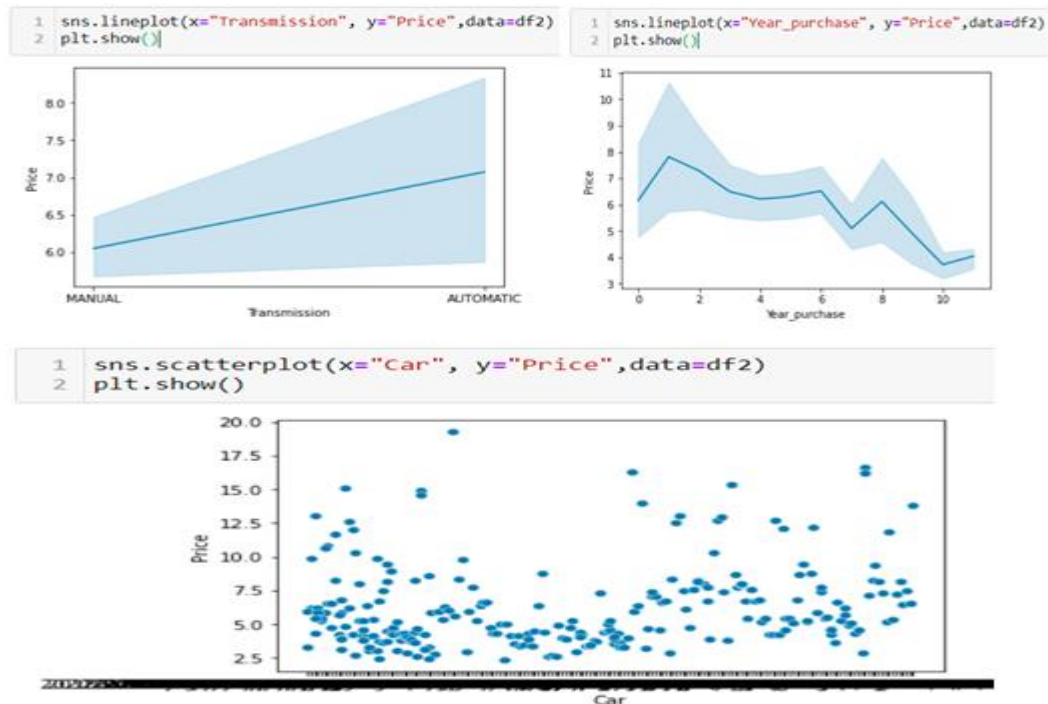 1 sns.lineplot(x="Transmission", y="Price",data=df2)
2 plt.show()
8.0
7.5
7.0
6.5
6.0
Price
MANUAL AUTOMATIC
Transmission
1 sns.lineplot(x="Year_purchase", y="Price",data=df2)
2 plt.show()
11
10
9
8
7
6
5
4
3
Price
0 2 4 6 8 10
Year_purchase
1 sns.scatterplot(x="Car", y="Price",data=df2)
2 plt.show()
20.0
17.5
15.0
12.5
10.0
7.5
5.0
2.5
Price
Car